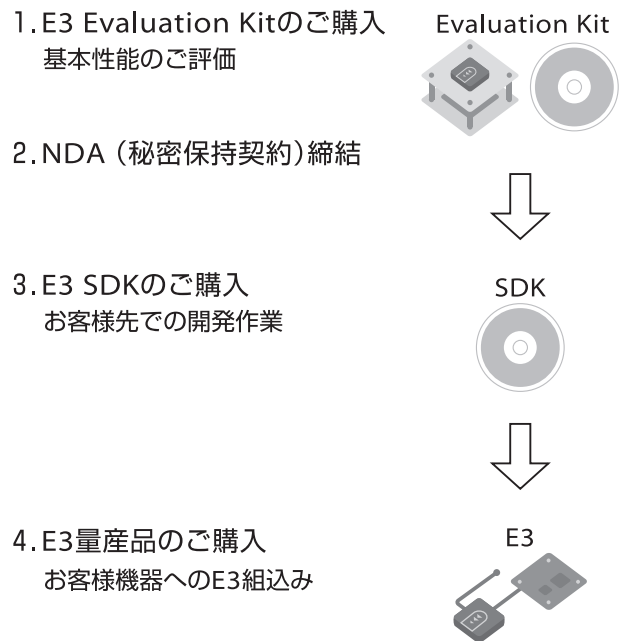 1.E3 Evaluation Kitのご購入
Evaluation Kit
基本性能のご評価
2.NDA（秘密保持契約）締結
3.E3 SDKのご購入
SDK
お客様先での開発作業
4.E3量産品のご購入
E3
お客様機器へのE3組込み